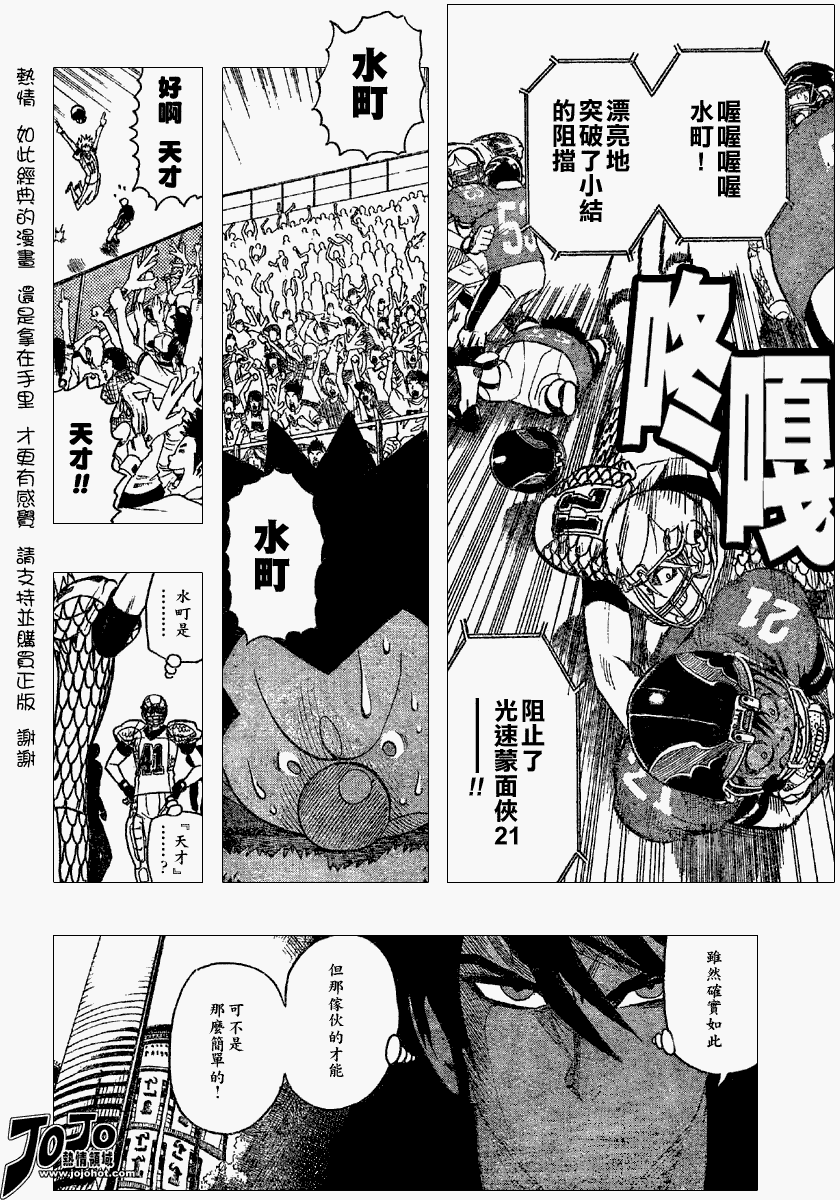 喔喔喔喔
水町！
漂亮地
突破了小結
的阻擋
咚
嘎
52
21
阻止了
光速蒙面俠21
——!!
水町
水町
好啊 天才
天才!!
水町是
………
41
『天才』
……?
雖然確實如此
但那傢伙的才能
可不是
那麼簡單的！
熱情 如此經典的漫畫 還是拿在手里 才更有感覺 請支持並購買正版 謝謝
JOJO
熱情領域
www.jojohot.com